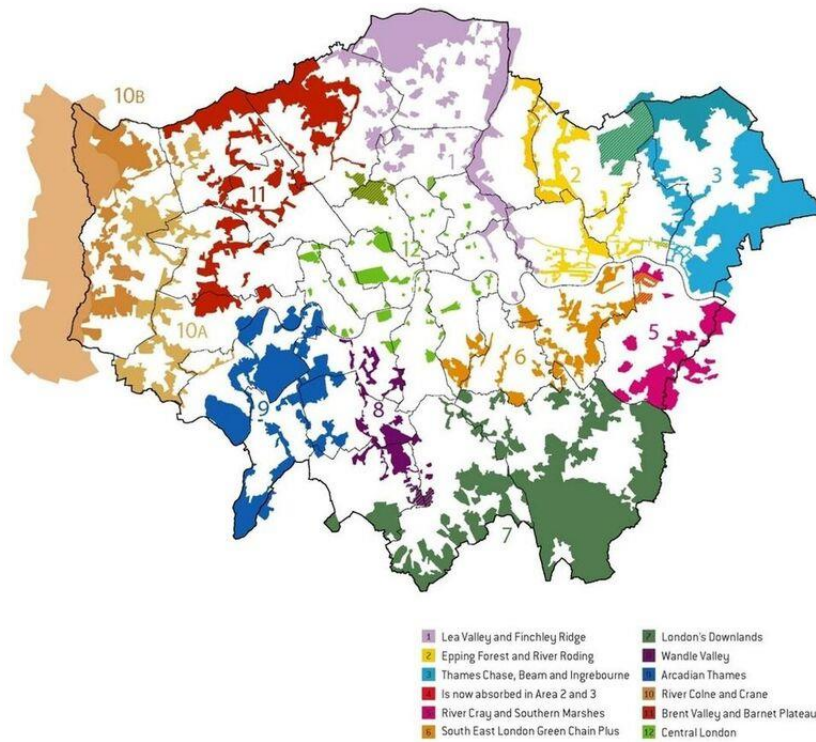 10B
1
2
3
11
12
10A
5
6
9
8
7
1 Lea Valley and Finchley Ridge
2 Epping Forest and River Roding
3 Thames Chase, Beam and Ingrebourne
4 Is now absorbed in Area 2 and 3
5 River Cray and Southern Marshes
6 South East London Green Chain Plus
7 London's Downlands
8 Wandle Valley
9 Arcadian Thames
10 River Colne and Crane
11 Brent Valley and Barnet Plateau
12 Central London